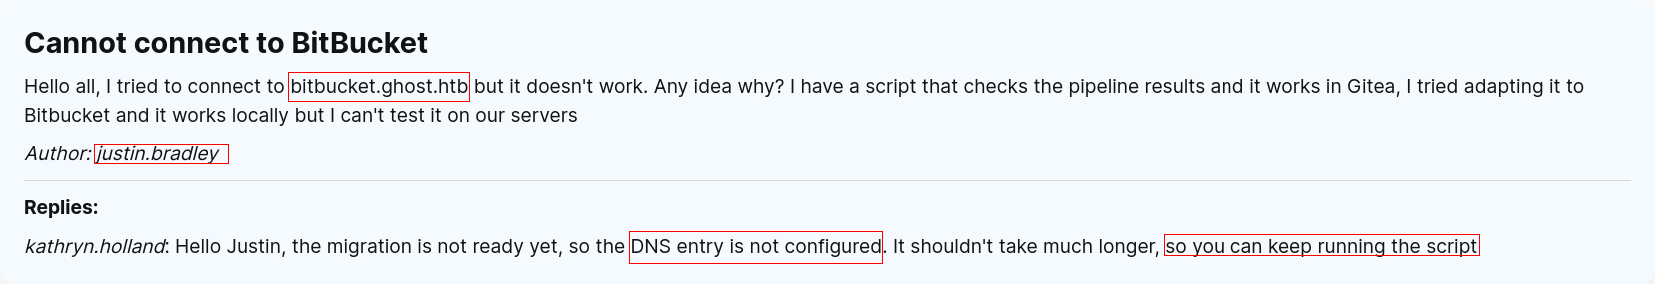 Cannot connect to BitBucket
Hello all, I tried to connect to bitbucket.ghost.htb but it doesn't work. Any idea why? I have a script that checks the pipeline results and it works in Gitea, I tried adapting it to
Bitbucket and it works locally but I can't test it on our servers
Author: justin.bradley
Replies:
kathryn.holland: Hello Justin, the migration is not ready yet, so the DNS entry is not configured. It shouldn't take much longer, so you can keep running the script